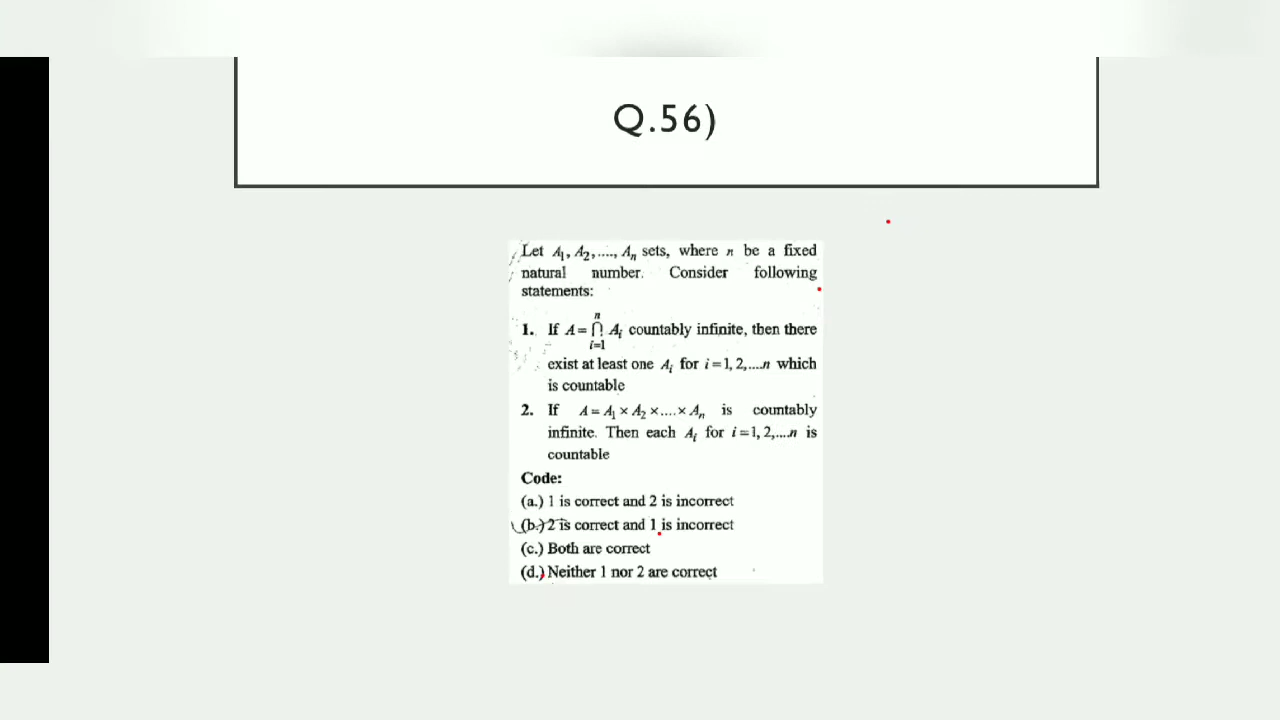 Q.56)
Let A₁, A₂,...., Aₙ sets, where n be a fixed
natural number. Consider following
statements:
1. If A = ⋂ⁿᵢ₌₁ Aᵢ countably infinite, then there
exist at least one Aᵢ for i = 1, 2,....n which
is countable
2. If A = A₁ × A₂ ×....× Aₙ is countably
infinite. Then each Aᵢ for i = 1, 2,....n is
countable
Code:
(a.) 1 is correct and 2 is incorrect
(b.) 2 is correct and 1 is incorrect
(c.) Both are correct
(d.) Neither 1 nor 2 are correct